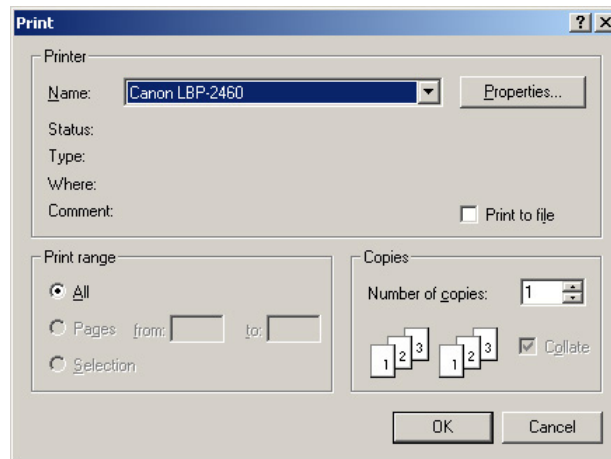 Print
Printer
Name: Canon LBP-2460 Properties...
Status:
Type:
Where:
Comment: Print to file
Print range Copies
All Number of copies: 1
Pages from: to:
1 2 3 1 2 3 Collate
Selection
OK Cancel